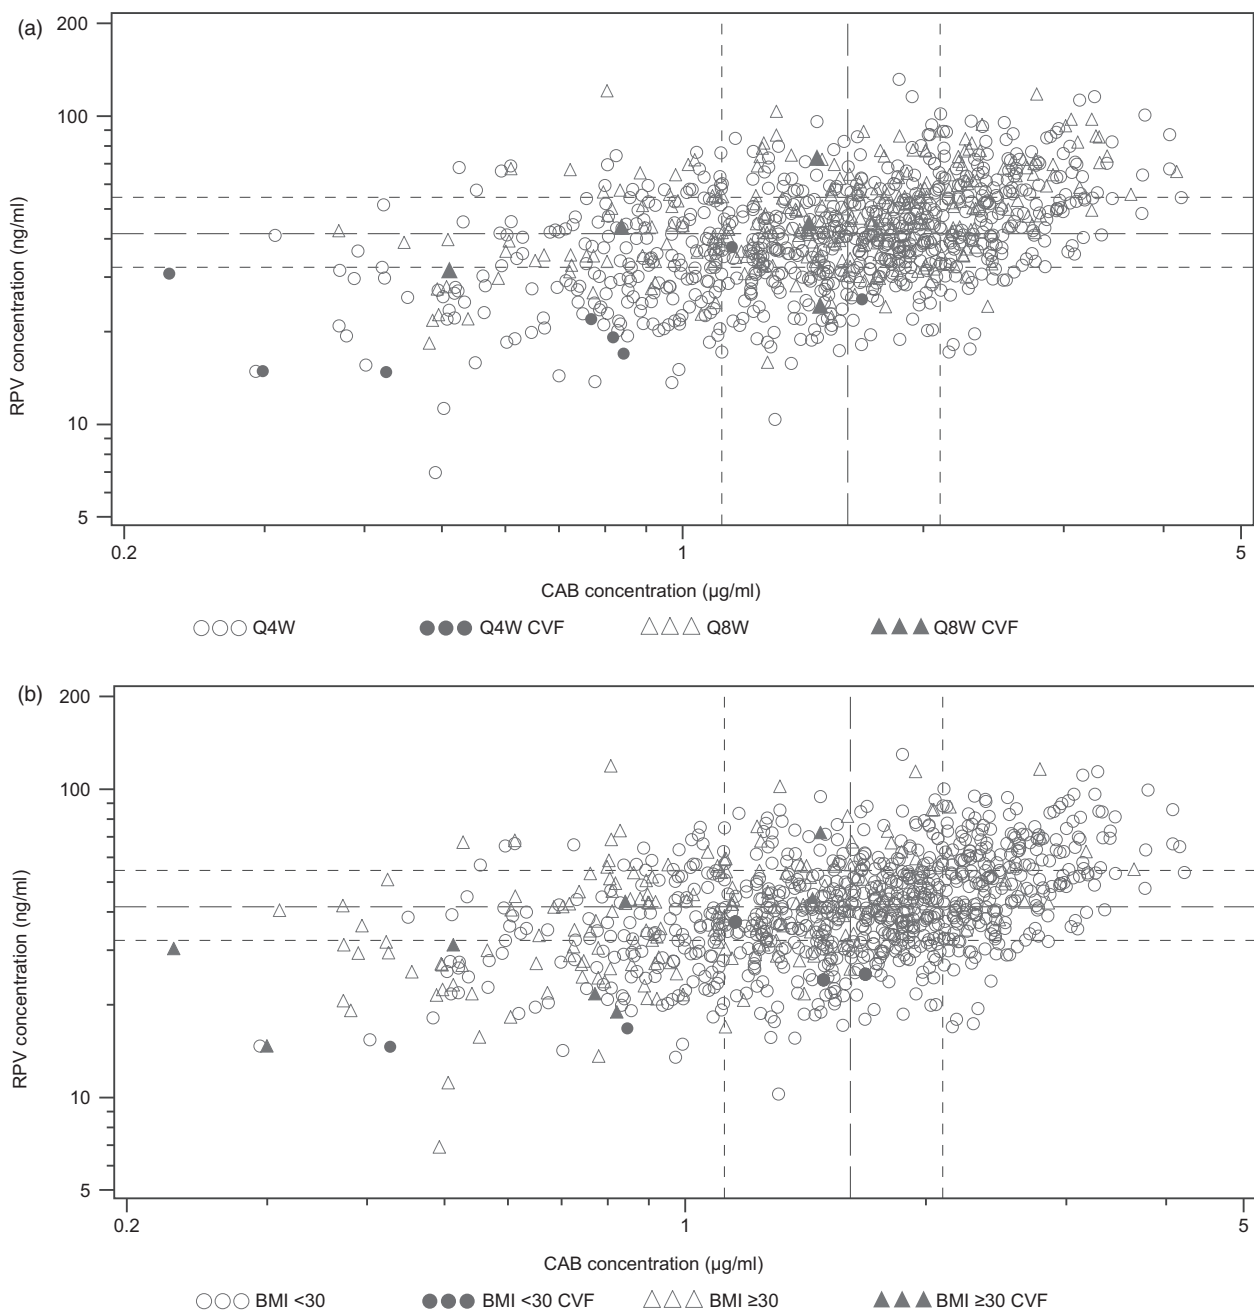 (a)
200
100
10
5
RPV concentration (ng/ml)
0.2 1 5
CAB concentration (µg/ml)
Q4W Q4W CVF Q8W Q8W CVF
(b)
200
100
10
5
RPV concentration (ng/ml)
0.2 1 5
CAB concentration (µg/ml)
BMI <30 BMI <30 CVF BMI ≥30 BMI ≥30 CVF